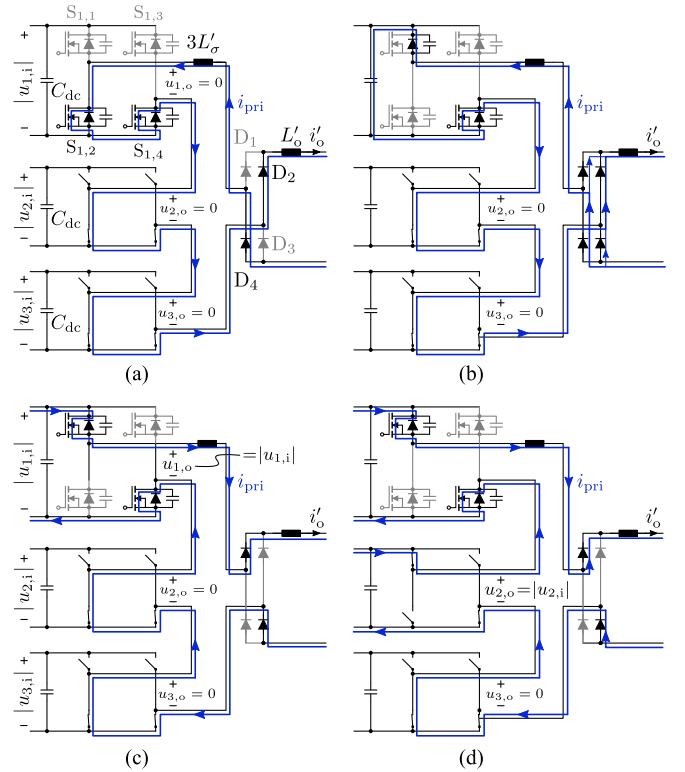 S1,1 S1,3
+ |u1,i| − Cdc 3L′σ + u1,o = 0 − ipri
S1,2 S1,4
D1 L′o i′o
D2
+ |u2,i| − Cdc + u2,o = 0 −
D3
D4
+ |u3,i| − Cdc + u3,o = 0 −
(a)
ipri
i′o
+ u2,o = 0 −
+ u3,o = 0 −
(b)
+ |u1,i| − + u1,o =|u1,i| − ipri
i′o
+ |u2,i| − + u2,o = 0 −
+ |u3,i| − + u3,o = 0 −
(c)
ipri
i′o
+ u2,o=|u2,i| −
+ u3,o = 0 −
(d)